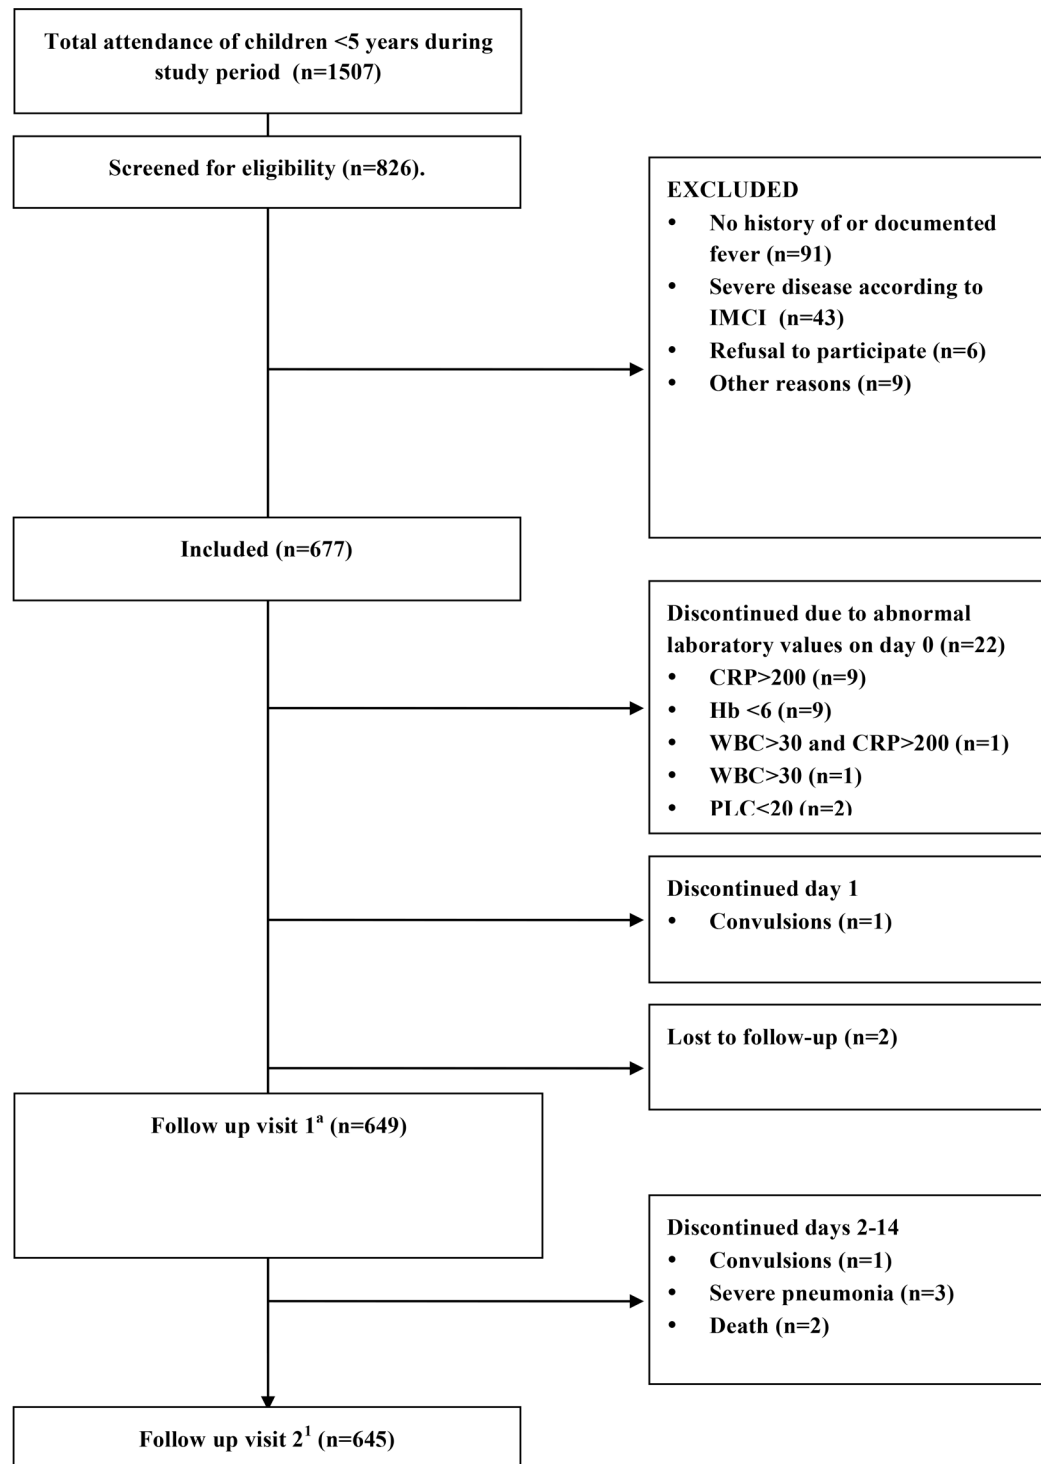 Total attendance of children <5 years during
study period  (n=1507)
Screened for eligibility (n=826).
EXCLUDED
• No history of or documented
fever (n=91)
• Severe disease according to
IMCI  (n=43)
• Refusal to participate (n=6)
• Other reasons (n=9)
Included (n=677)
Discontinued due to abnormal
laboratory values on day 0 (n=22)
• CRP>200 (n=9)
• Hb <6 (n=9)
• WBC>30 and CRP>200 (n=1)
• WBC>30 (n=1)
• PLC<20 (n=2)
Discontinued day 1
• Convulsions (n=1)
Lost to follow-up (n=2)
Follow up visit 1ᵃ (n=649)
Discontinued days 2-14
• Convulsions (n=1)
• Severe pneumonia (n=3)
• Death (n=2)
Follow up visit 2¹ (n=645)